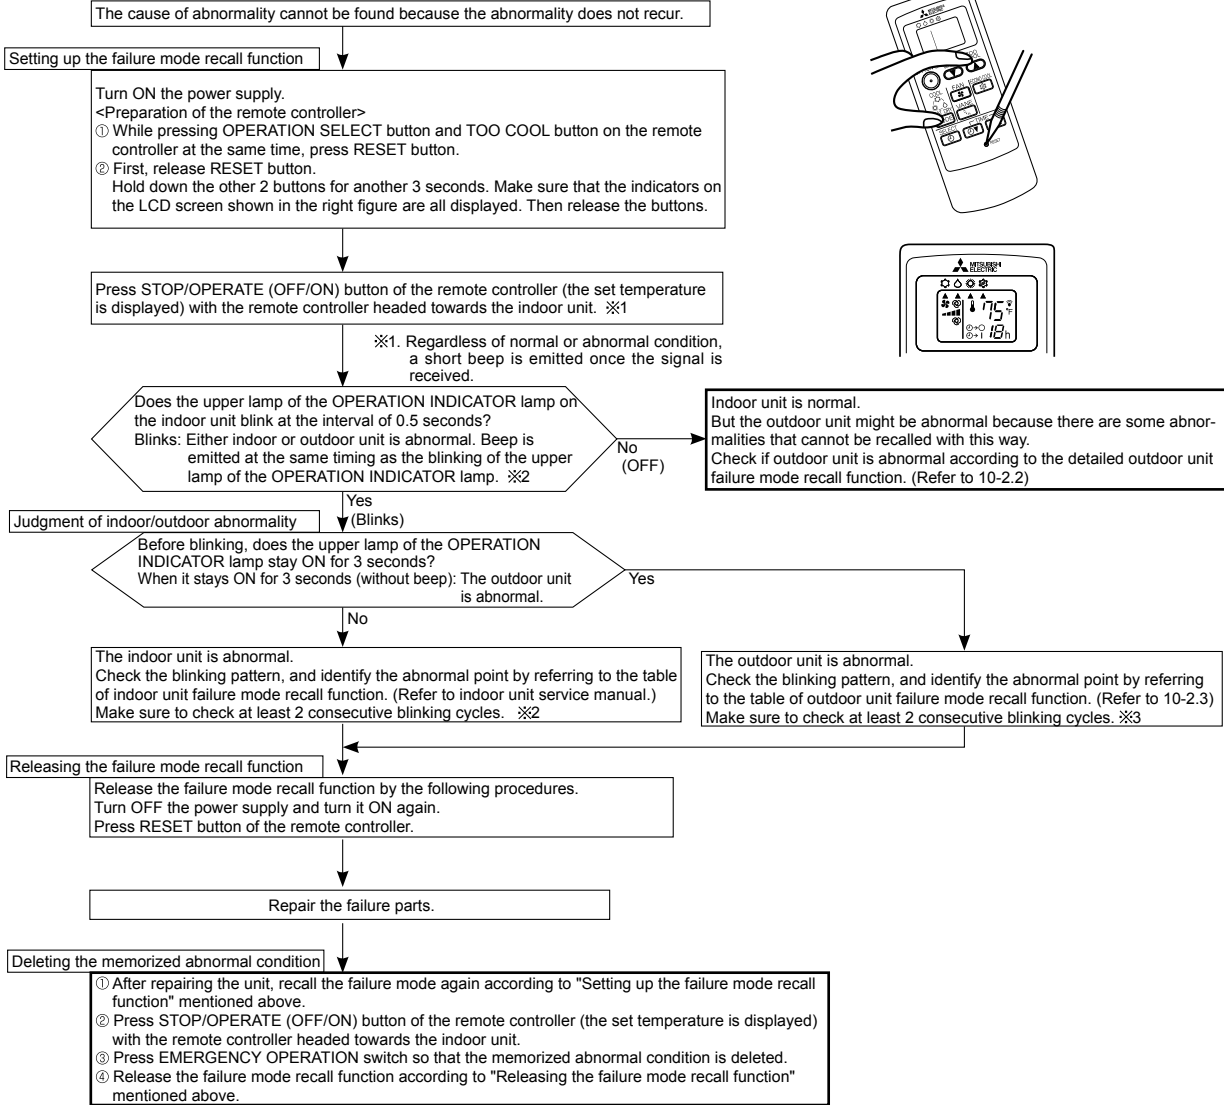 The cause of abnormality cannot be found because the abnormality does not recur.
Setting up the failure mode recall function
Turn ON the power supply.
<Preparation of the remote controller>
① While pressing OPERATION SELECT button and TOO COOL button on the remote
controller at the same time, press RESET button.
② First, release RESET button.
Hold down the other 2 buttons for another 3 seconds. Make sure that the indicators on
the LCD screen shown in the right figure are all displayed. Then release the buttons.
COOL
FAN
RESET
MITSUBISHI
ELECTRIC
75°F
18h
Press STOP/OPERATE (OFF/ON) button of the remote controller (the set temperature
is displayed) with the remote controller headed towards the indoor unit. ※1
※1. Regardless of normal or abnormal condition,
a short beep is emitted once the signal is
received.
Does the upper lamp of the OPERATION INDICATOR lamp on
the indoor unit blink at the interval of 0.5 seconds?
Blinks: Either indoor or outdoor unit is abnormal. Beep is
emitted at the same timing as the blinking of the upper
lamp of the OPERATION INDICATOR lamp. ※2
No
(OFF)
Indoor unit is normal.
But the outdoor unit might be abnormal because there are some abnor-
malities that cannot be recalled with this way.
Check if outdoor unit is abnormal according to the detailed outdoor unit
failure mode recall function. (Refer to 10-2.2)
Yes
(Blinks)
Judgment of indoor/outdoor abnormality
Before blinking, does the upper lamp of the OPERATION
INDICATOR lamp stay ON for 3 seconds?
When it stays ON for 3 seconds (without beep): The outdoor unit
is abnormal.
Yes
No
The indoor unit is abnormal.
Check the blinking pattern, and identify the abnormal point by referring to the table
of indoor unit failure mode recall function. (Refer to indoor unit service manual.)
Make sure to check at least 2 consecutive blinking cycles. ※2
The outdoor unit is abnormal.
Check the blinking pattern, and identify the abnormal point by referring
to the table of outdoor unit failure mode recall function. (Refer to 10-2.3)
Make sure to check at least 2 consecutive blinking cycles. ※3
Releasing the failure mode recall function
Release the failure mode recall function by the following procedures.
Turn OFF the power supply and turn it ON again.
Press RESET button of the remote controller.
Repair the failure parts.
Deleting the memorized abnormal condition
① After repairing the unit, recall the failure mode again according to "Setting up the failure mode recall
function" mentioned above.
② Press STOP/OPERATE (OFF/ON) button of the remote controller (the set temperature is displayed)
with the remote controller headed towards the indoor unit.
③ Press EMERGENCY OPERATION switch so that the memorized abnormal condition is deleted.
④ Release the failure mode recall function according to "Releasing the failure mode recall function"
mentioned above.